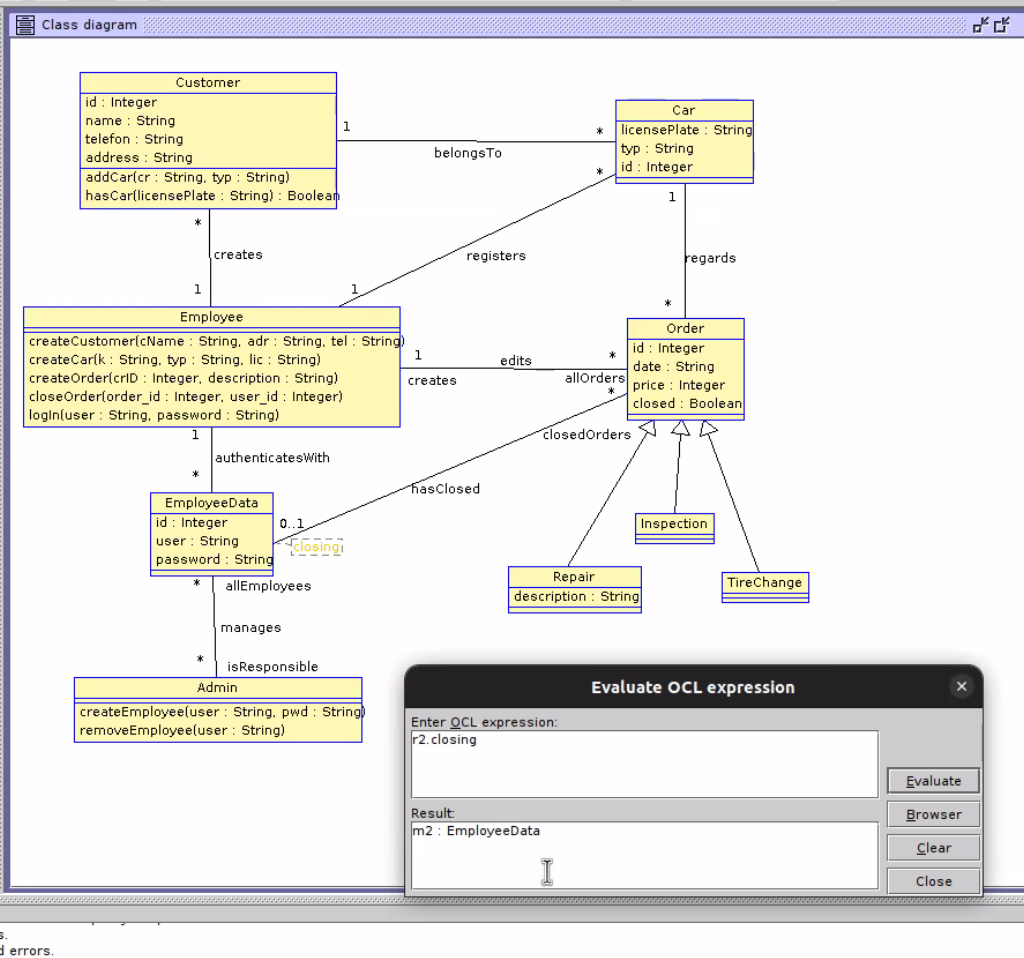 Class diagram
Customer
id : Integer
name : String
telefon : String
address : String
addCar(cr : String, typ : String)
hasCar(licensePlate : String) : Boolean
1
*
belongsTo
Car
licensePlate : String
typ : String
id : Integer
*
creates
1
*
registers
1
1
regards
*
Employee
createCustomer(cName : String, adr : String, tel : String)
createCar(k : String, typ : String, lic : String)
createOrder(crID : Integer, description : String)
closeOrder(order_id : Integer, user_id : Integer)
logIn(user : String, password : String)
1
edits
*
creates
allOrders
*
Order
id : Integer
date : String
price : Integer
closed : Boolean
closedOrders
hasClosed
1
authenticatesWith
*
EmployeeData
id : Integer
user : String
password : String
0..1
closing
Inspection
Repair
description : String
TireChange
*
allEmployees
manages
*
isResponsible
Admin
createEmployee(user : String, pwd : String)
removeEmployee(user : String)
Evaluate OCL expression
Enter OCL expression:
r2.closing
Evaluate
Browser
Clear
Close
Result:
m2 : EmployeeData
s.
d errors.